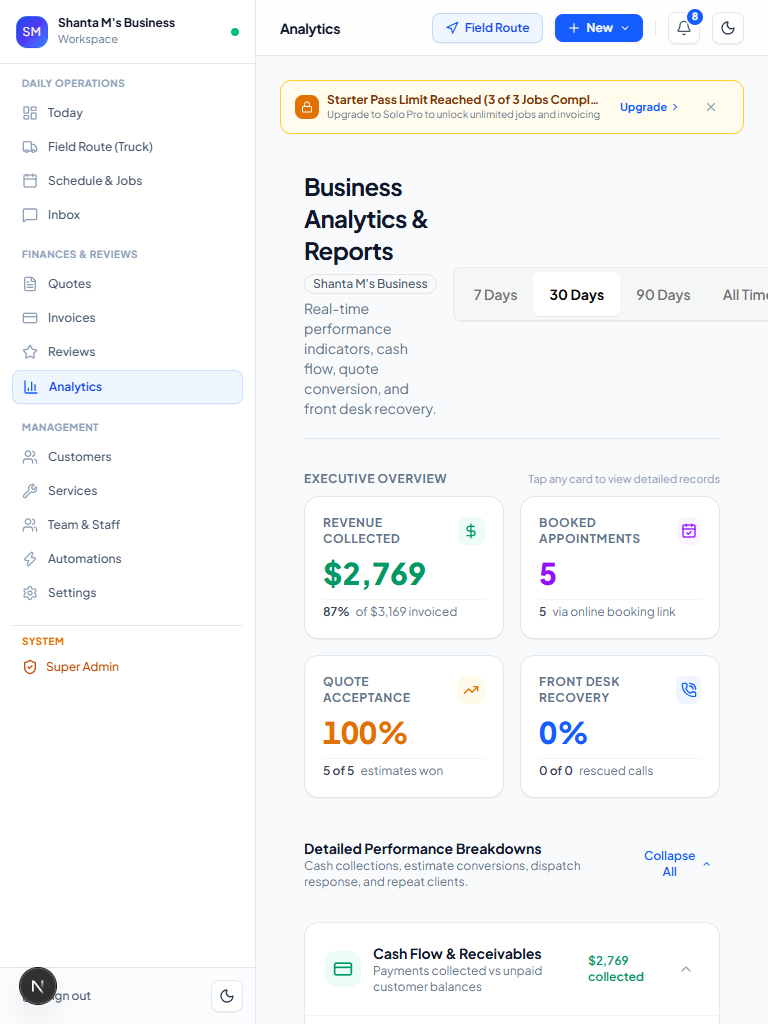 SM
Shanta M's Business
Workspace
Analytics
Field Route
New
8
DAILY OPERATIONS
Today
Field Route (Truck)
Schedule & Jobs
Inbox
FINANCES & REVIEWS
Quotes
Invoices
Reviews
Analytics
MANAGEMENT
Customers
Services
Team & Staff
Automations
Settings
SYSTEM
Super Admin
N
gn out
Starter Pass Limit Reached (3 of 3 Jobs Compl...
Upgrade to Solo Pro to unlock unlimited jobs and invoicing
Upgrade
Business
Analytics &
Reports
Shanta M's Business
Real-time
performance
indicators, cash
flow, quote
conversion, and
front desk recovery.
7 Days
30 Days
90 Days
All Time
EXECUTIVE OVERVIEW
Tap any card to view detailed records
REVENUE
COLLECTED
$2,769
87% of $3,169 invoiced
BOOKED
APPOINTMENTS
5
5 via online booking link
QUOTE
ACCEPTANCE
100%
5 of 5 estimates won
FRONT DESK
RECOVERY
0%
0 of 0 rescued calls
Detailed Performance Breakdowns
Cash collections, estimate conversions, dispatch
response, and repeat clients.
Collapse
All
Cash Flow & Receivables
Payments collected vs unpaid
customer balances
$2,769
collected